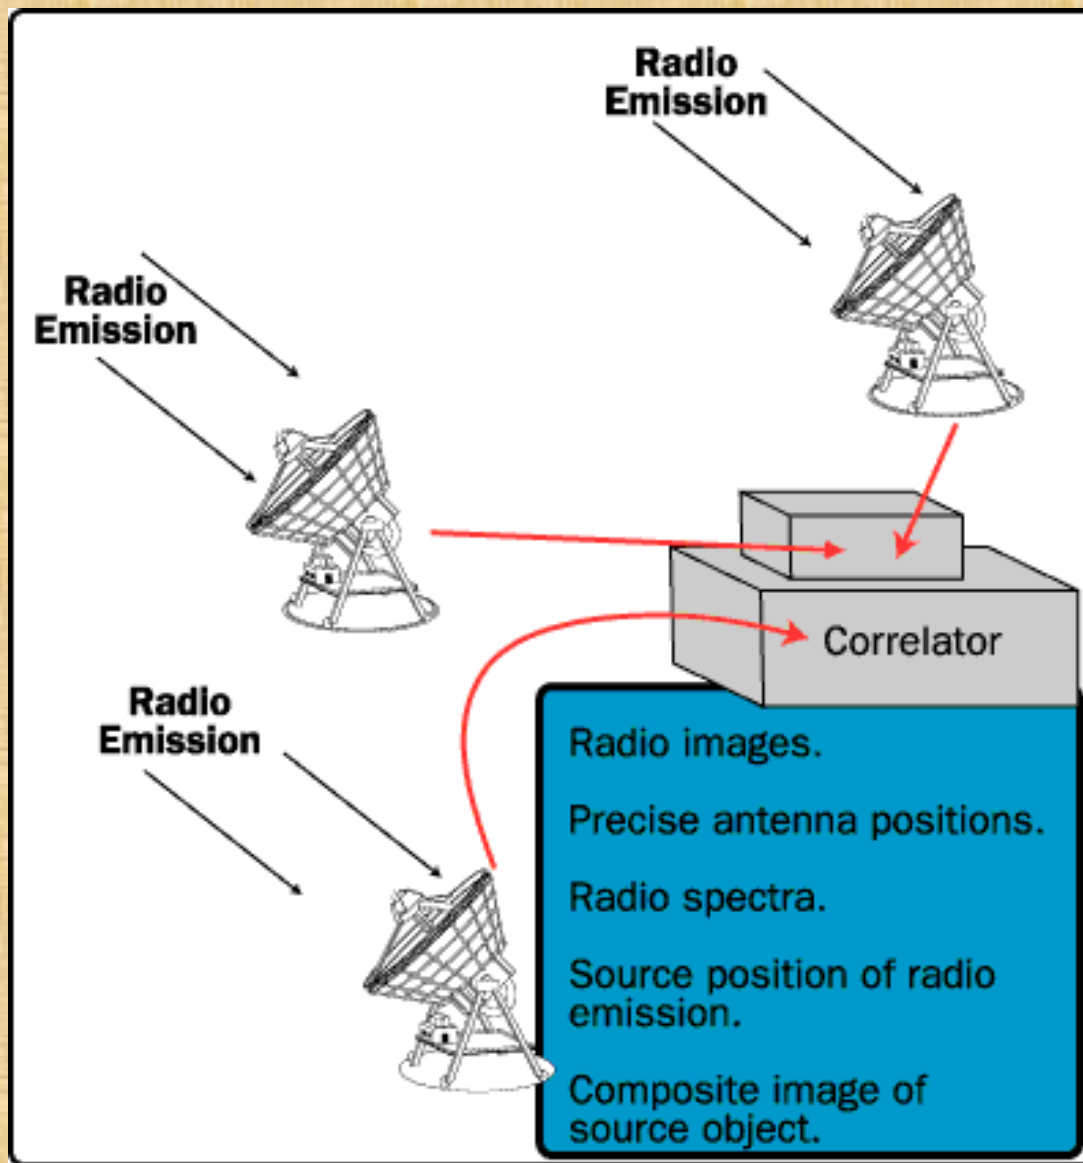 Radio
Emission
Radio
Emission
Radio
Emission
Correlator
Radio images.
Precise antenna positions.
Radio spectra.
Source position of radio
emission.
Composite image of
source object.